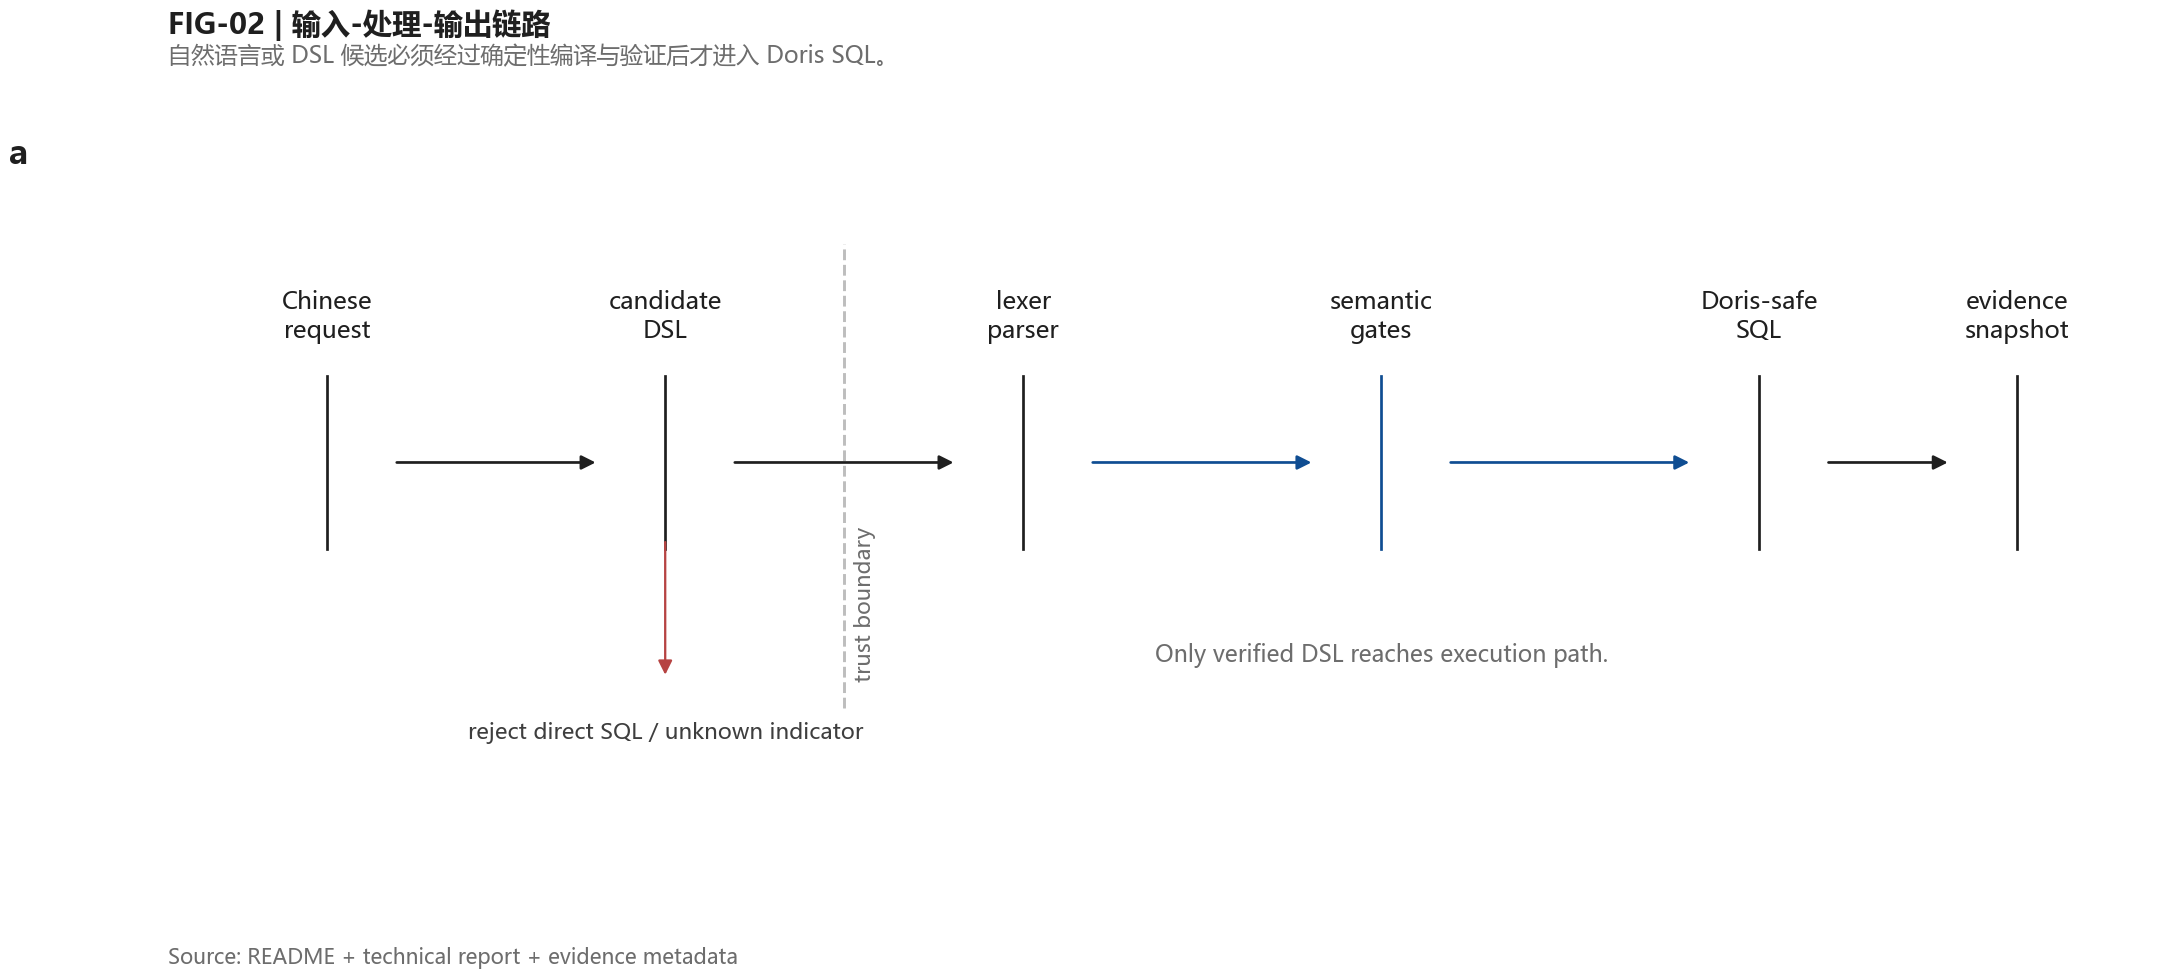 FIG-02 | 输入-处理-输出链路
自然语言或 DSL 候选必须经过确定性编译与验证后才进入 Doris SQL。
a
Chinese
request
candidate
DSL
lexer
parser
semantic
gates
Doris-safe
SQL
evidence
snapshot
trust boundary
Only verified DSL reaches execution path.
reject direct SQL / unknown indicator
Source: README + technical report + evidence metadata